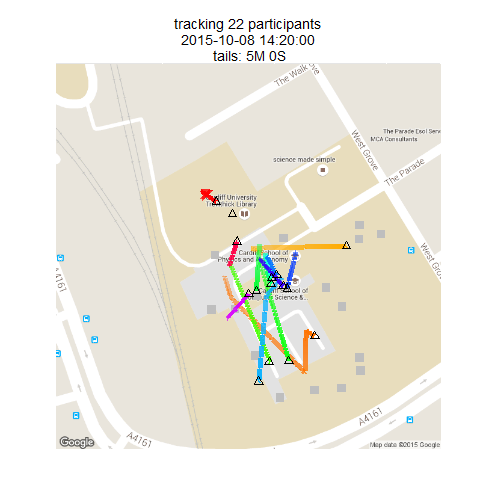 tracking 22 participants
2015-10-08 14:20:00
tails: 5M 0S
The Walk
West Grove
The Parade Esol Serv
MCA Consultants
science made simple
The Parade
Cardiff University
Trevithick Library
West Grove
Cardiff School of
Physics and Astronomy
Cardiff School of
Computer Science &...
A4161
A4161
A4161
Google
Map data ©2015 Google